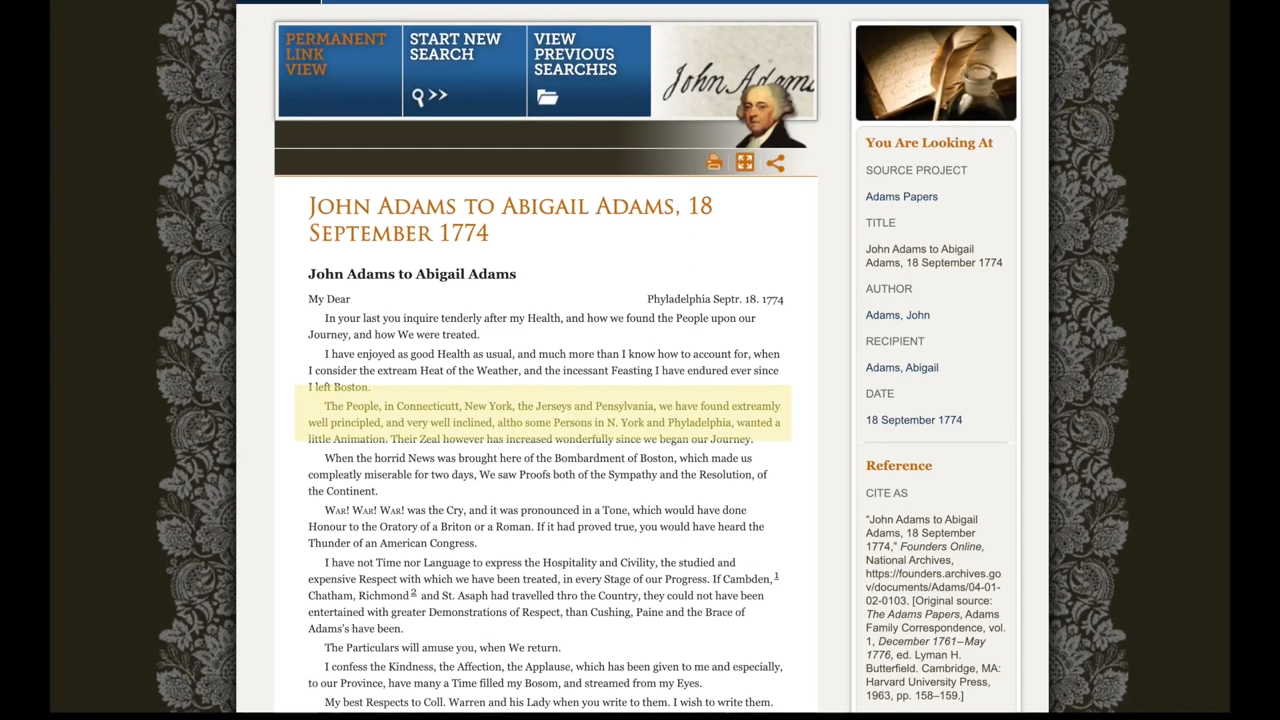 PERMANENT
LINK
VIEW
START NEW
SEARCH
>>
VIEW
PREVIOUS
SEARCHES
John Adams
JOHN ADAMS TO ABIGAIL ADAMS, 18
SEPTEMBER 1774
John Adams to Abigail Adams
My Dear
Phyladelphia Septr. 18. 1774
In your last you inquire tenderly after my Health, and how we found the People upon our
Journey, and how We were treated.
I have enjoyed as good Health as usual, and much more than I know how to account for, when
I consider the extream Heat of the Weather, and the incessant Feasting I have endured ever since
I left Boston.
The People, in Connecticutt, New York, the Jerseys and Pensylvania, we have found extreamly
well principled, and very well inclined, altho some Persons in N. York and Phyladelphia, wanted a
little Animation. Their Zeal however has increased wonderfully since we began our Journey.
When the horrid News was brought here of the Bombardment of Boston, which made us
compleatly miserable for two days, We saw Proofs both of the Sympathy and the Resolution, of
the Continent.
WAR! WAR! WAR! was the Cry, and it was pronounced in a Tone, which would have done
Honour to the Oratory of a Briton or a Roman. If it had proved true, you would have heard the
Thunder of an American Congress.
I have not Time nor Language to express the Hospitality and Civility, the studied and
expensive Respect with which we have been treated, in every Stage of our Progress. If Cambden,1
Chatham, Richmond2 and St. Asaph had travelled thro the Country, they could not have been
entertained with greater Demonstrations of Respect, than Cushing, Paine and the Brace of
Adams's have been.
The Particulars will amuse you, when We return.
I confess the Kindness, the Affection, the Applause, which has been given to me and especially,
to our Province, have many a Time filled my Bosom, and streamed from my Eyes.
My best Respects to Coll. Warren and his Lady when you write to them. I wish to write them.
You Are Looking At
SOURCE PROJECT
Adams Papers
TITLE
John Adams to Abigail
Adams, 18 September 1774
AUTHOR
Adams, John
RECIPIENT
Adams, Abigail
DATE
18 September 1774
Reference
CITE AS
"John Adams to Abigail
Adams, 18 September
1774," Founders Online,
National Archives,
https://founders.archives.go
v/documents/Adams/04-01-
02-0103. [Original source:
The Adams Papers, Adams
Family Correspondence, vol.
1, December 1761–May
1776, ed. Lyman H.
Butterfield. Cambridge, MA:
Harvard University Press,
1963, pp. 158–159.]